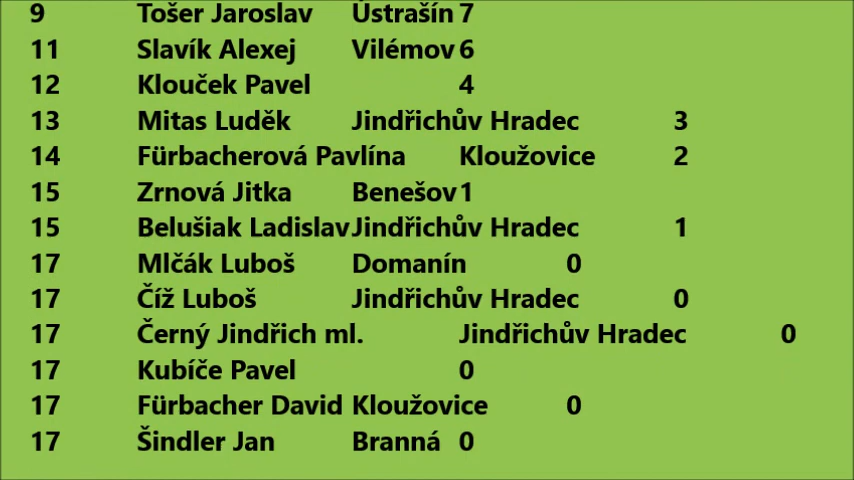 9 Tošer Jaroslav Ústrašín 7
11 Slavík Alexej Vilémov 6
12 Klouček Pavel 4
13 Mitas Luděk Jindřichův Hradec 3
14 Fürbacherová Pavlína Kloužovice 2
15 Zrnová Jitka Benešov 1
15 Belušiak Ladislav Jindřichův Hradec 1
17 Mlčák Luboš Domanín 0
17 Číž Luboš Jindřichův Hradec 0
17 Černý Jindřich ml. Jindřichův Hradec 0
17 Kubíče Pavel 0
17 Fürbacher David Kloužovice 0
17 Šindler Jan Branná 0